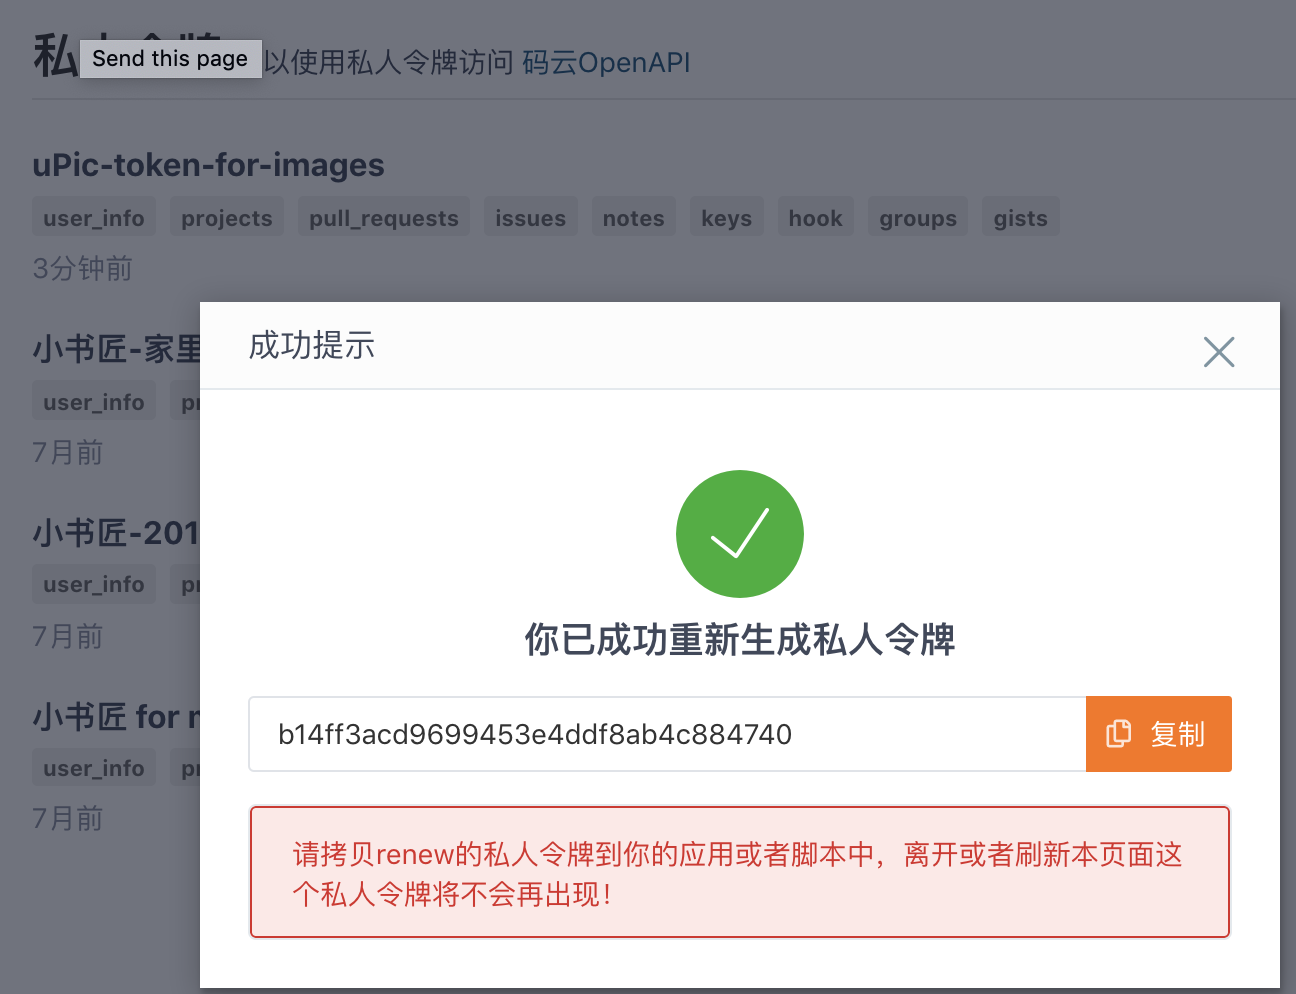 私
Send this page
以使用私人令牌访问 码云OpenAPI
uPic-token-for-images
user_info projects pull_requests issues notes keys hook groups gists
3分钟前
小书匠-家里
user_info
7月前
小书匠-201
user_info
7月前
小书匠 for
user_info
7月前
成功提示
你已成功重新生成私人令牌
b14ff3acd9699453e4ddf8ab4c884740
复制
请拷贝renew的私人令牌到你的应用或者脚本中，离开或者刷新本页面这
个私人令牌将不会再出现！